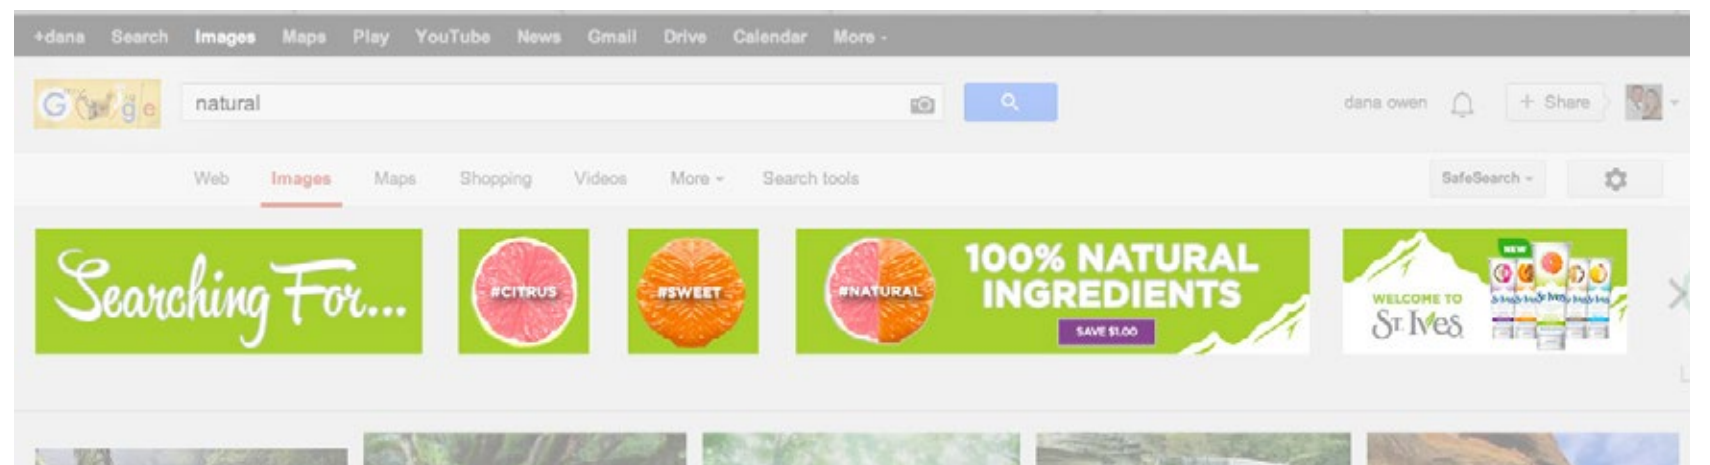 +dana Search Images Maps Play YouTube News Gmail Drive Calendar More
Google
natural
dana owen
+ Share
Web Images Maps Shopping Videos More Search tools
SafeSearch
Searching For...
#CITRUS
#SWEET
#NATURAL
100% NATURAL
INGREDIENTS
SAVE $1.00
WELCOME TO
ST. IVES
NEW